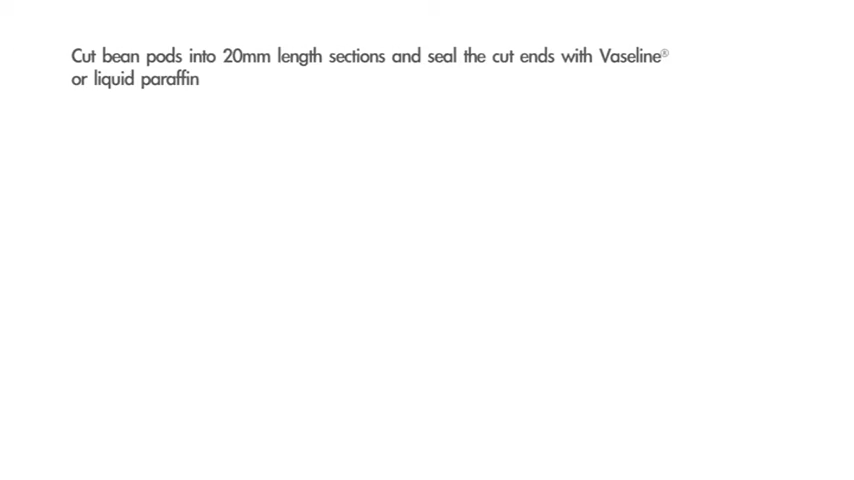 Cut bean pods into 20mm length sections and seal the cut ends with Vaseline®
or liquid paraffin